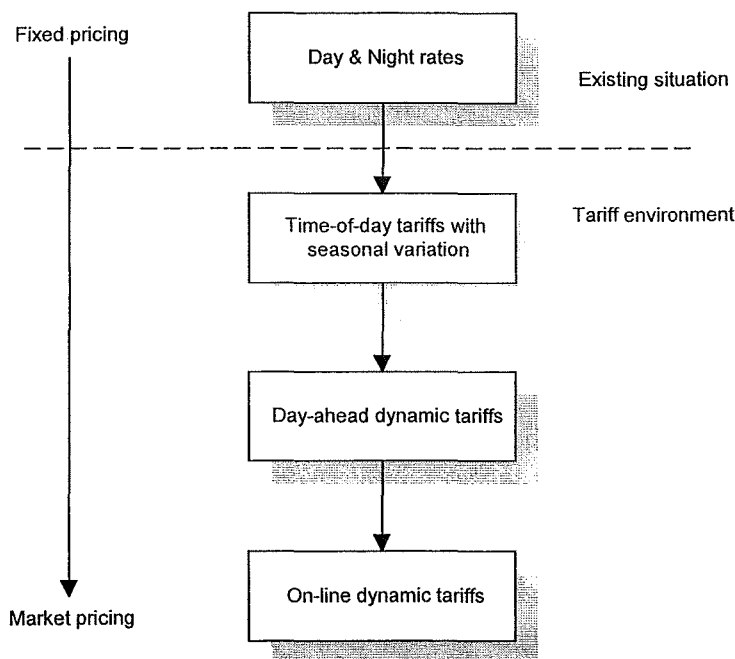 Fixed pricing
Day & Night rates
Existing situation
Tariff environment
Time-of-day tariffs with
seasonal variation
Day-ahead dynamic tariffs
On-line dynamic tariffs
Market pricing